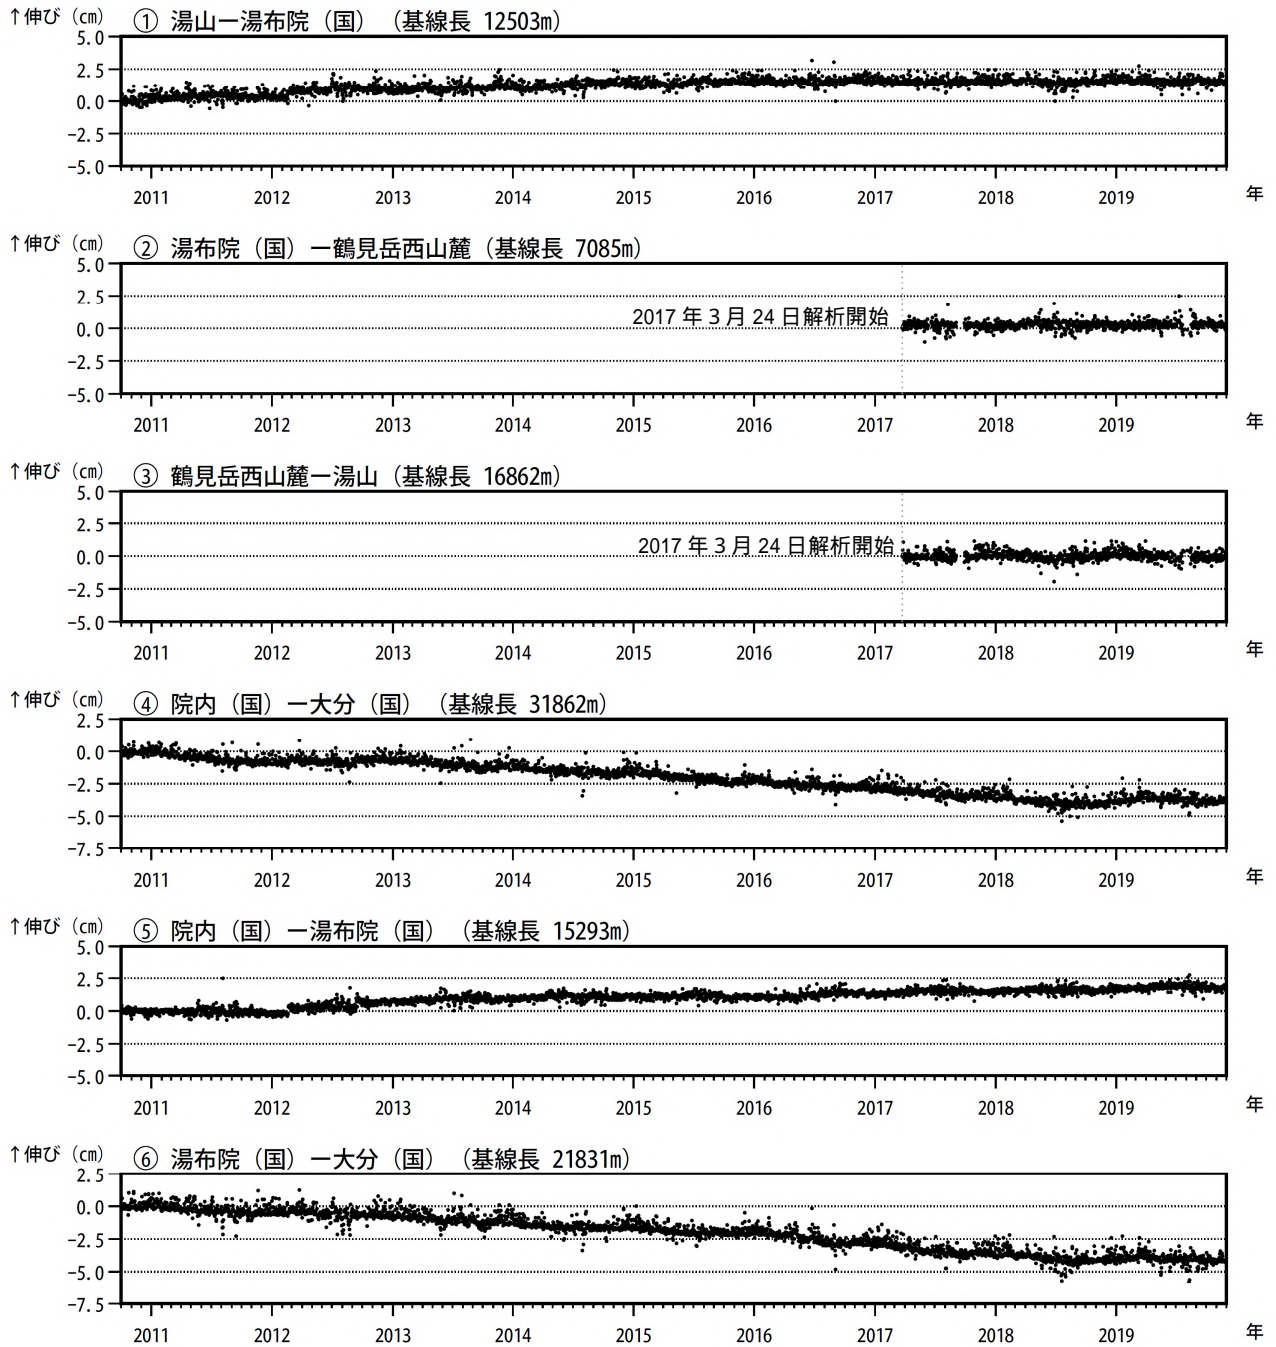 ↑伸び（㎝） ① 湯山ー湯布院（国）（基線長 12503m）
5.0
2.5
0.0
−2.5
−5.0
2011 2012 2013 2014 2015 2016 2017 2018 2019 年
↑伸び（㎝） ② 湯布院（国）ー鶴見岳西山麓（基線長 7085m）
5.0
2.5
2017 年 3 月 24 日解析開始
0.0
−2.5
−5.0
2011 2012 2013 2014 2015 2016 2017 2018 2019 年
↑伸び（㎝） ③ 鶴見岳西山麓ー湯山（基線長 16862m）
5.0
2.5
2017 年 3 月 24 日解析開始
0.0
−2.5
−5.0
2011 2012 2013 2014 2015 2016 2017 2018 2019 年
↑伸び（㎝） ④ 院内（国）ー大分（国）（基線長 31862m）
2.5
0.0
−2.5
−5.0
−7.5
2011 2012 2013 2014 2015 2016 2017 2018 2019 年
↑伸び（㎝） ⑤ 院内（国）ー湯布院（国）（基線長 15293m）
5.0
2.5
0.0
−2.5
−5.0
2011 2012 2013 2014 2015 2016 2017 2018 2019 年
↑伸び（㎝） ⑥ 湯布院（国）ー大分（国）（基線長 21831m）
2.5
0.0
−2.5
−5.0
−7.5
2011 2012 2013 2014 2015 2016 2017 2018 2019 年